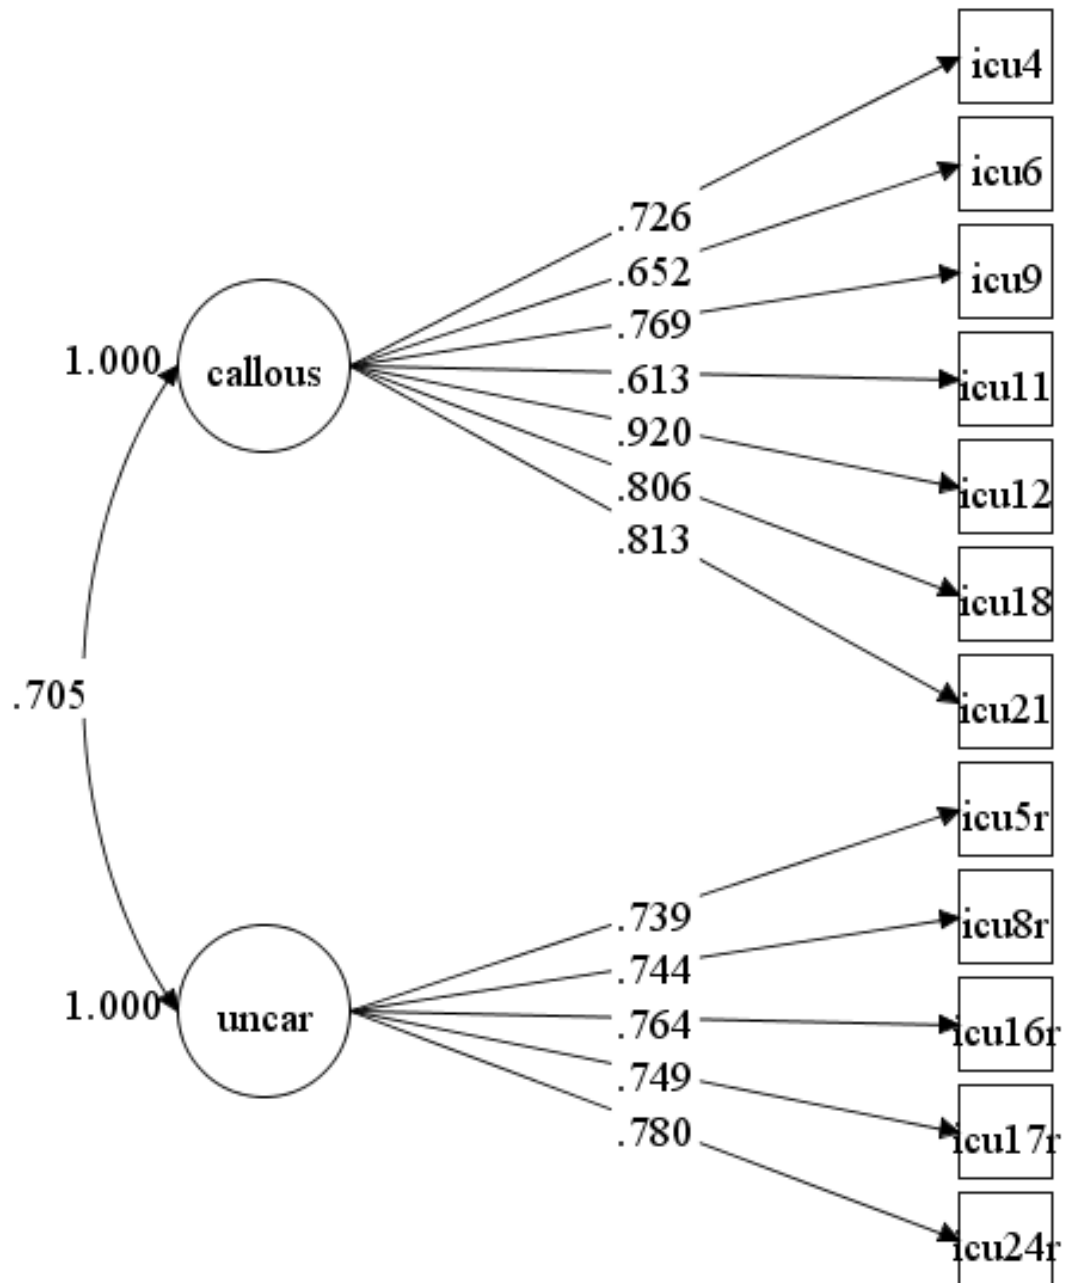 icu4
icu6
.726
.652
icu9
.769
1.000
callous
.613
icu11
.920
icu12
.806
.813
icu18
.705
icu21
icu5r
.739
icu8r
.744
1.000
uncar
.764
icu16r
.749
icu17r
.780
icu24r